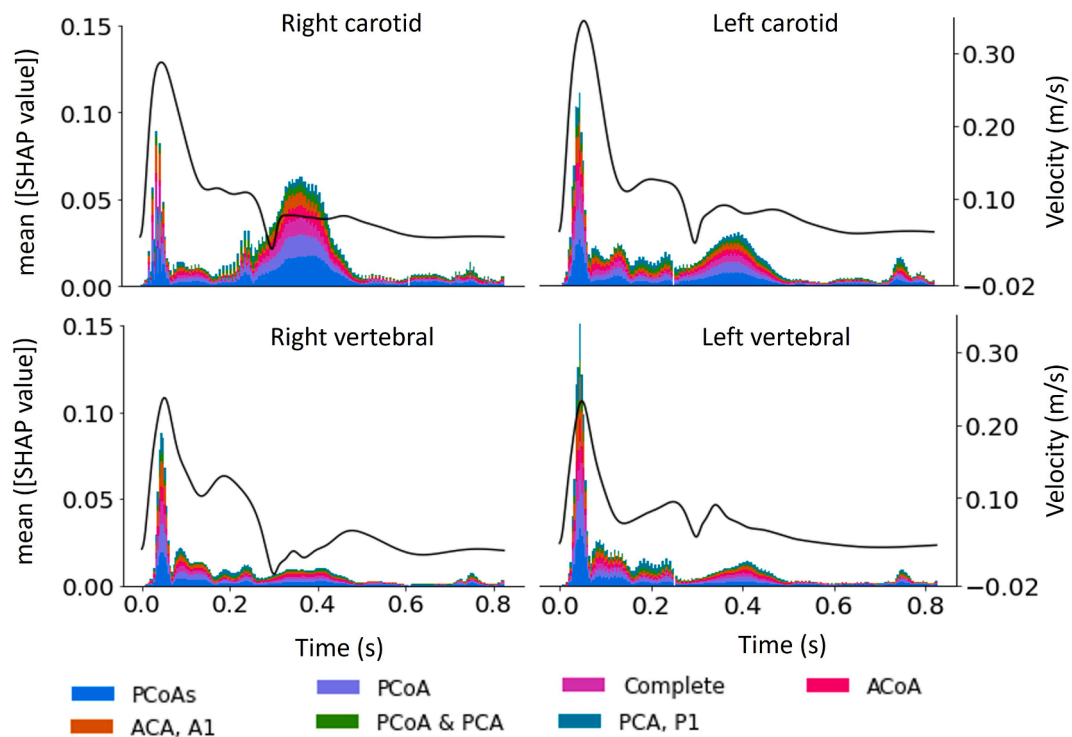 Right carotid
Left carotid
mean ([SHAP value])
0.15
0.10
0.05
0.00
0.30
0.20
0.10
−0.02
Velocity (m/s)
Right vertebral
Left vertebral
mean ([SHAP value])
0.15
0.10
0.05
0.00
0.30
0.20
0.10
−0.02
Velocity (m/s)
0.0 0.2 0.4 0.6 0.8
0.0 0.2 0.4 0.6 0.8
Time (s)
Time (s)
PCoAs PCoA Complete ACoA
ACA, A1 PCoA & PCA PCA, P1